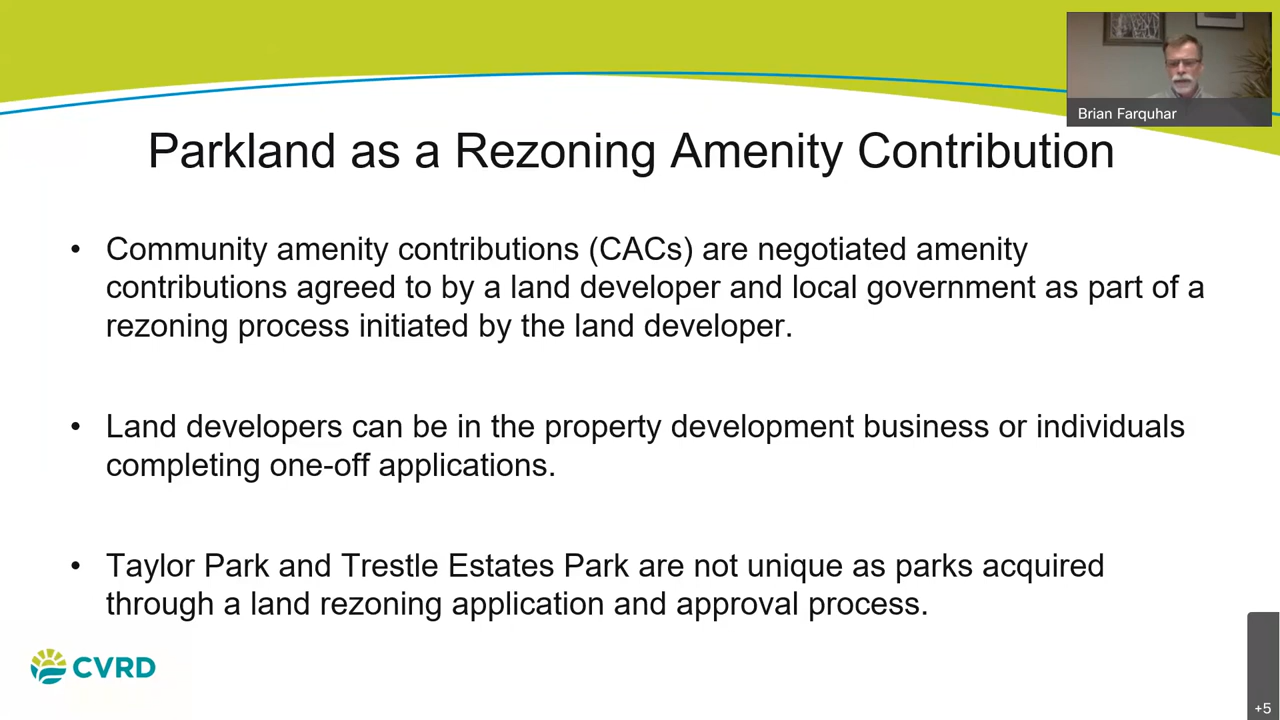 Brian Farquhar
Parkland as a Rezoning Amenity Contribution
• Community amenity contributions (CACs) are negotiated amenity
contributions agreed to by a land developer and local government as part of a
rezoning process initiated by the land developer.
• Land developers can be in the property development business or individuals
completing one-off applications.
• Taylor Park and Trestle Estates Park are not unique as parks acquired
through a land rezoning application and approval process.
CVRD
+5